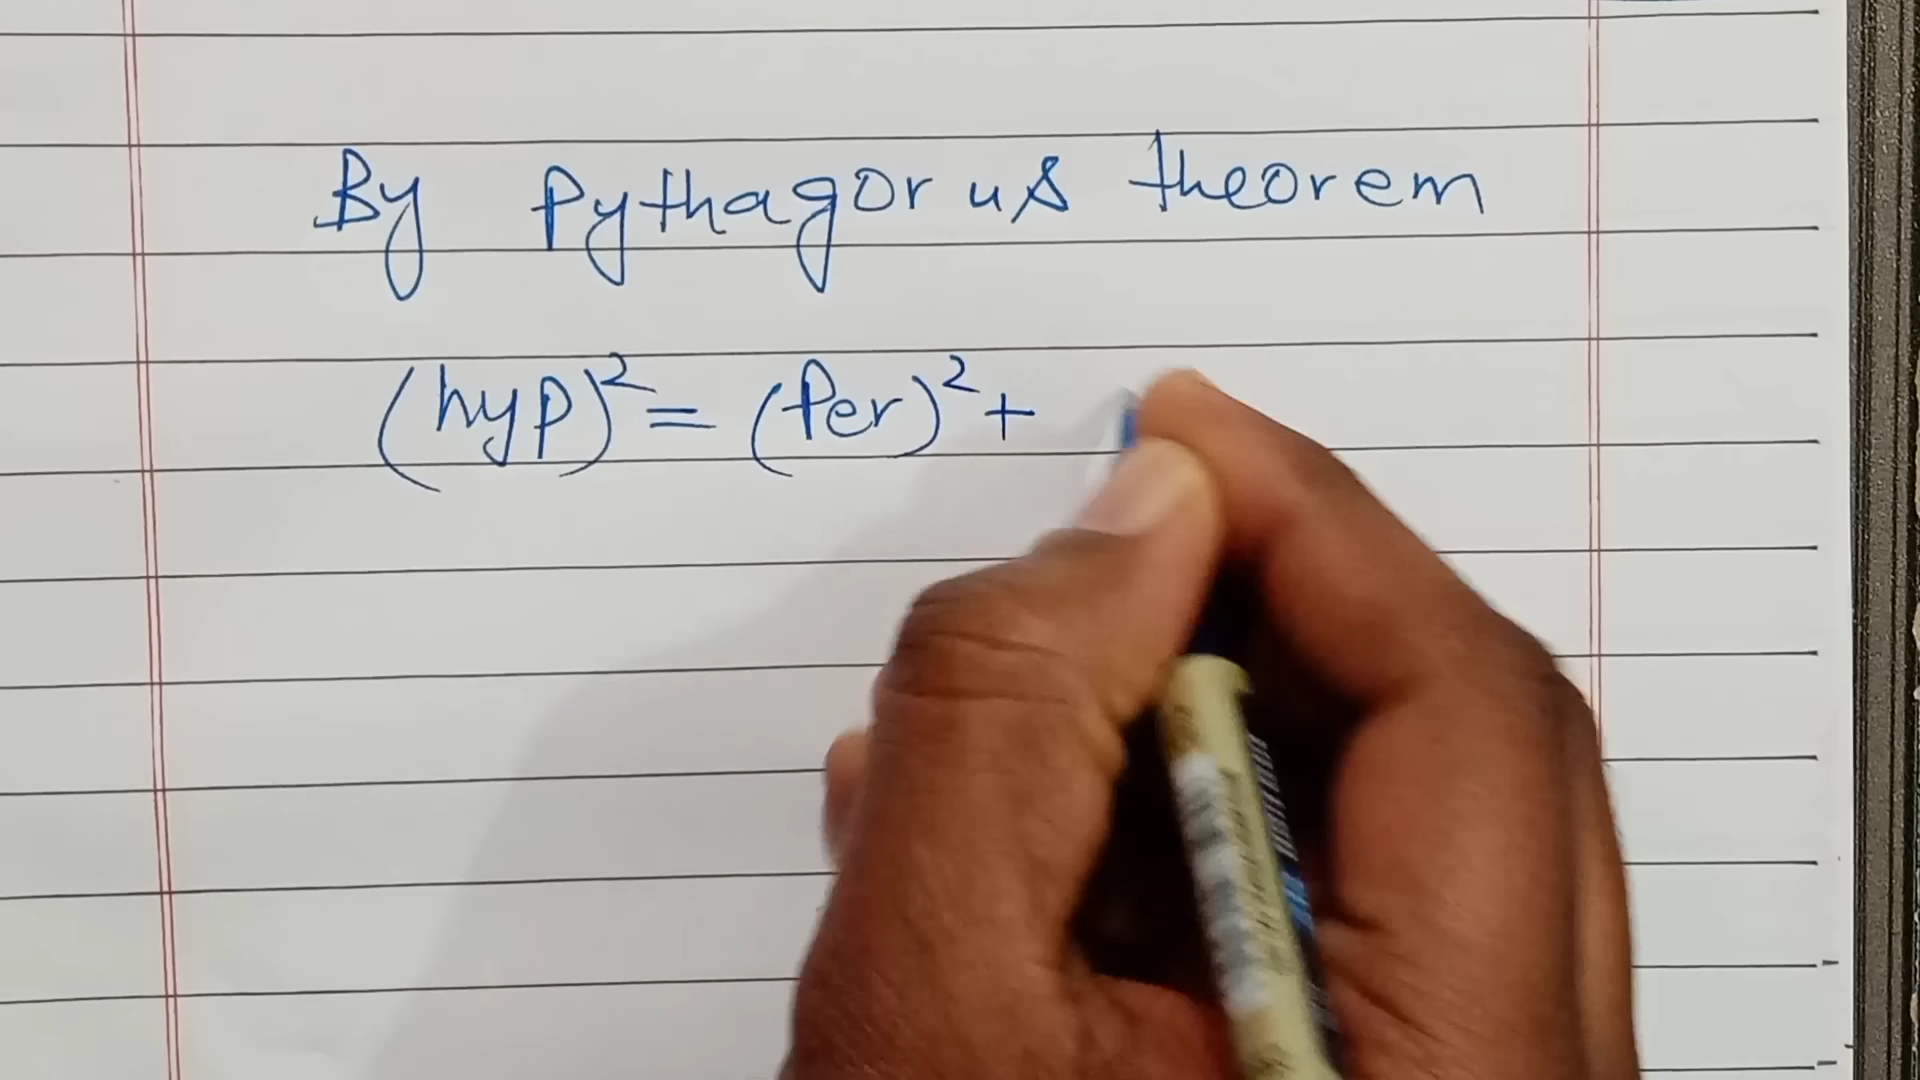 By Pythagorus theorem
(hyp)² = (Per)² +